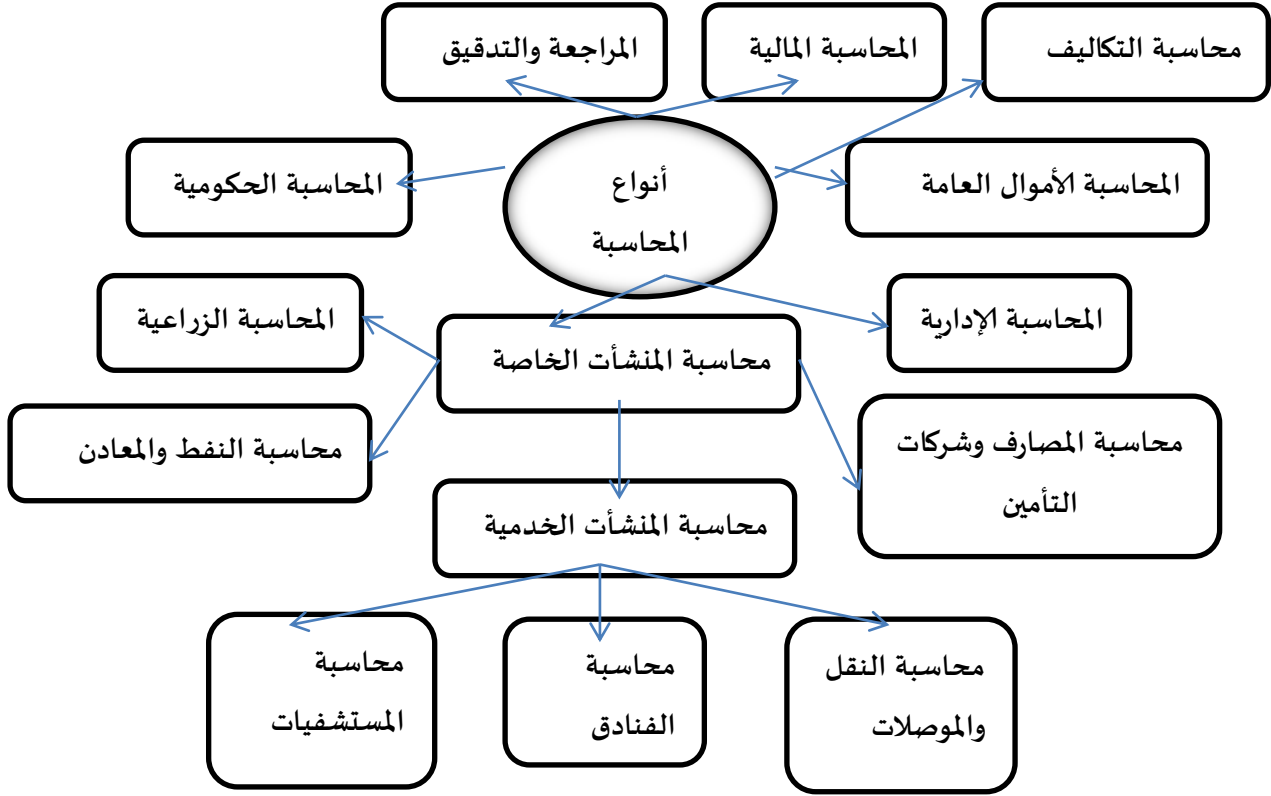 محاسبة التكاليف
المحاسبة المالية
المراجعة والتدقيق
أنواع
المحاسبة
المحاسبة الأموال العامة
المحاسبة الحكومية
المحاسبة الإدارية
محاسبة المنشأت الخاصة
المحاسبة الزراعية
محاسبة المصارف وشركات
التأمين
محاسبة النفط والمعادن
محاسبة المنشأت الخدمية
محاسبة النقل
والموصلات
محاسبة
الفنادق
محاسبة
المستشفيات